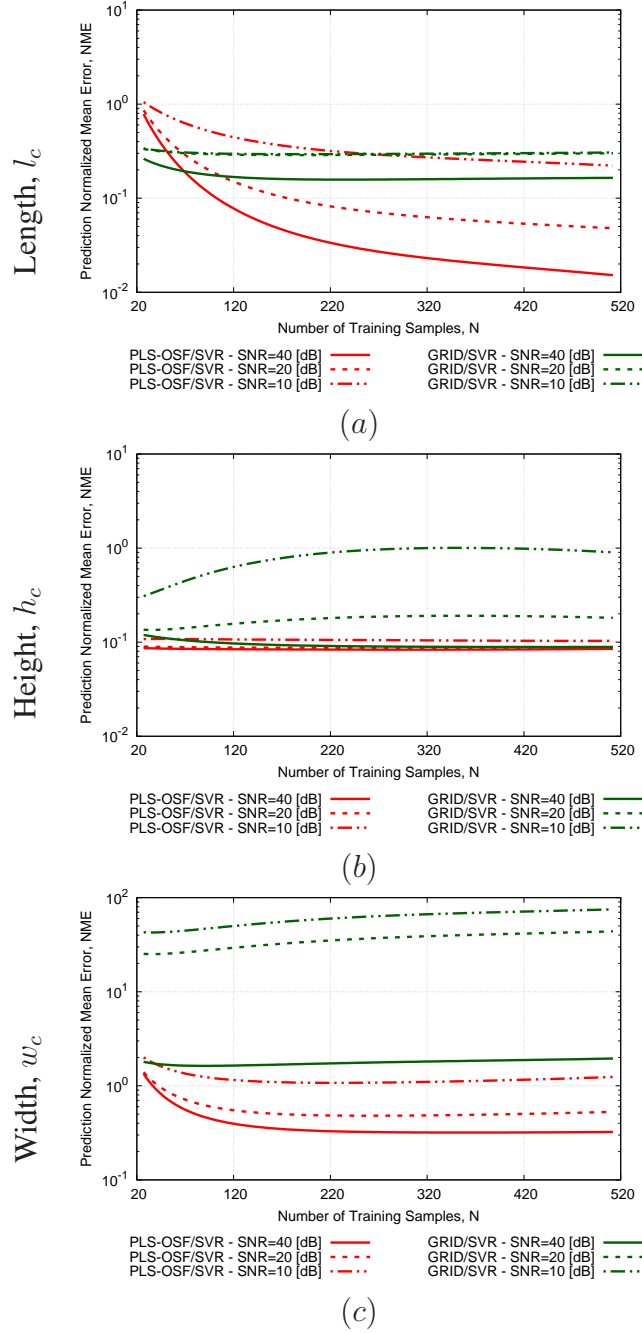 10^1
10^0
10^-1
10^-2
Prediction Normalized Mean Error, NME
Length, l_c
20 120 220 320 420 520
Number of Training Samples, N
PLS-OSF/SVR - SNR=40 [dB] GRID/SVR - SNR=40 [dB]
PLS-OSF/SVR - SNR=20 [dB] GRID/SVR - SNR=20 [dB]
PLS-OSF/SVR - SNR=10 [dB] GRID/SVR - SNR=10 [dB]
(a)
10^1
10^0
10^-1
10^-2
Prediction Normalized Mean Error, NME
Height, h_c
20 120 220 320 420 520
Number of Training Samples, N
PLS-OSF/SVR - SNR=40 [dB] GRID/SVR - SNR=40 [dB]
PLS-OSF/SVR - SNR=20 [dB] GRID/SVR - SNR=20 [dB]
PLS-OSF/SVR - SNR=10 [dB] GRID/SVR - SNR=10 [dB]
(b)
10^2
10^1
10^0
10^-1
Prediction Normalized Mean Error, NME
Width, w_c
20 120 220 320 420 520
Number of Training Samples, N
PLS-OSF/SVR - SNR=40 [dB] GRID/SVR - SNR=40 [dB]
PLS-OSF/SVR - SNR=20 [dB] GRID/SVR - SNR=20 [dB]
PLS-OSF/SVR - SNR=10 [dB] GRID/SVR - SNR=10 [dB]
(c)